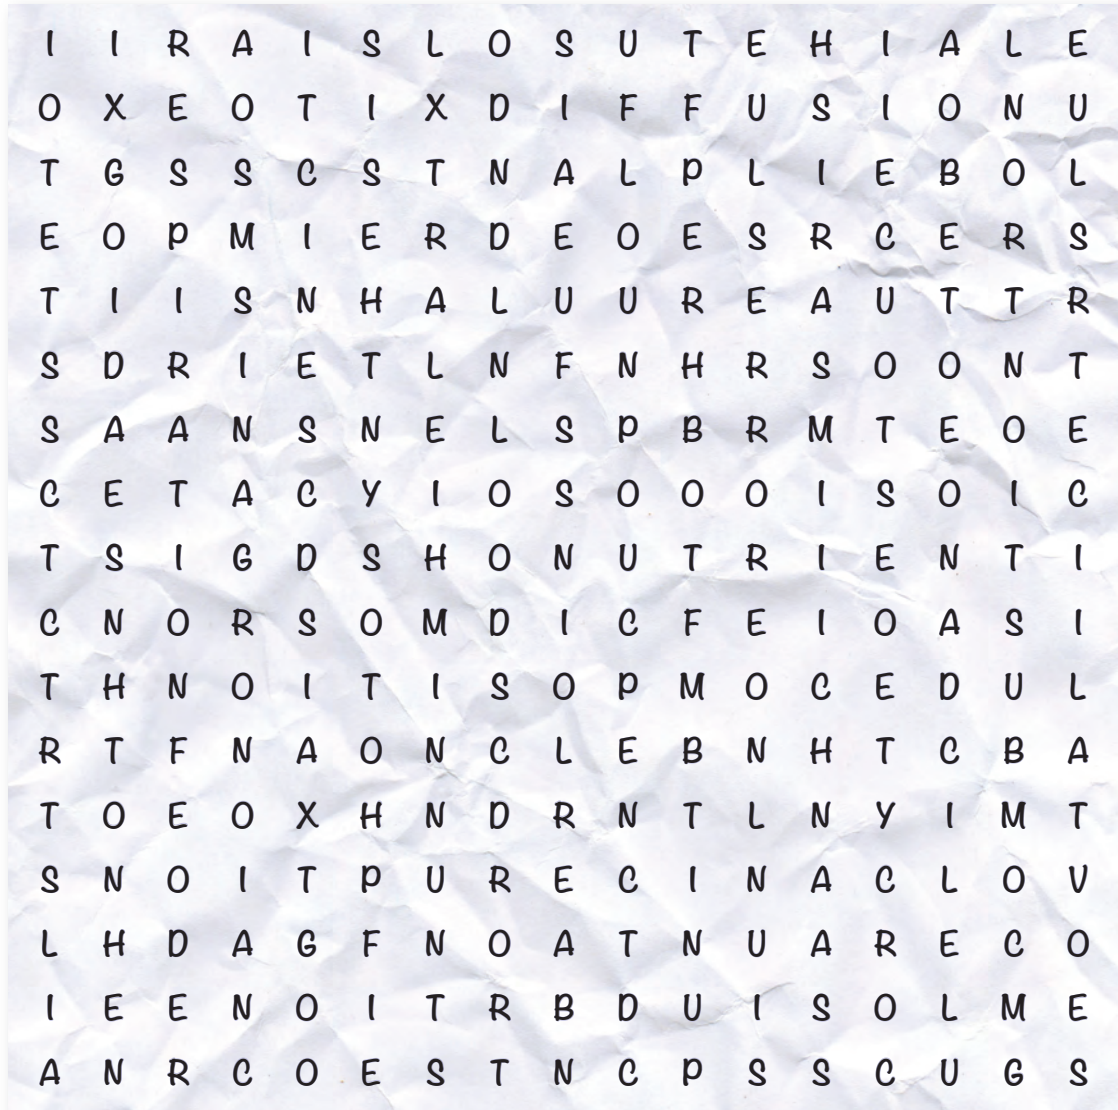 I I R A I S L O S U T E H I A L E
O X E O T I X D I F F U S I O N U
T G S S C S T N A L P L I E B O L
E O P M I E R D E O E S R C E R S
T I I S N H A L U U R E A U T T R
S D R I E T L N F N H R S O O N T
S A A N S N E L S P B R M T E O E
C E T A C Y I O S O O O I S O I C
T S I G D S H O N U T R I E N T I
C N O R S O M D I C F E I O A S I
T H N O I T I S O P M O C E D U L
R T F N A O N C L E B N H T C B A
T O E O X H N D R N T L N Y I M T
S N O I T P U R E C I N A C L O V
L H D A G F N O A T N U A R E C O
I E E N O I T R B D U I S O L M E
A N R C O E S T N C P S S C U G S